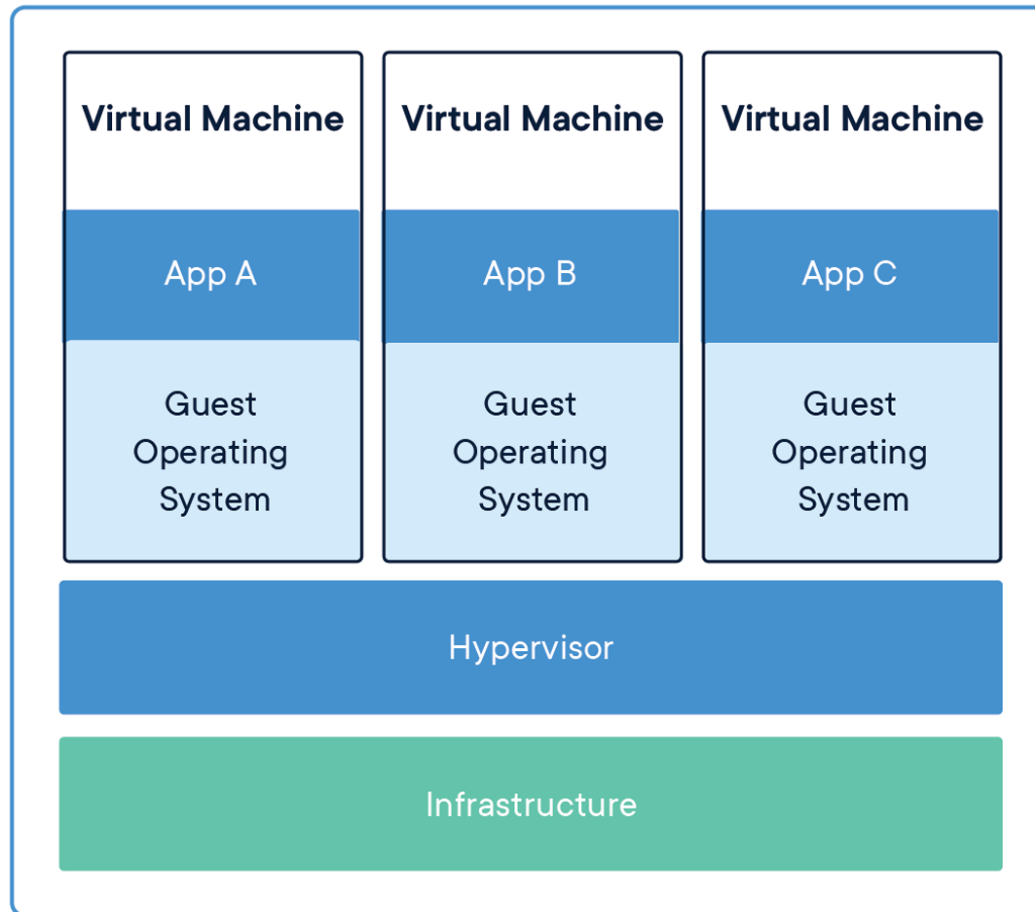 Virtual Machine
Virtual Machine
Virtual Machine
App A
App B
App C
Guest
Operating
System
Guest
Operating
System
Guest
Operating
System
Hypervisor
Infrastructure